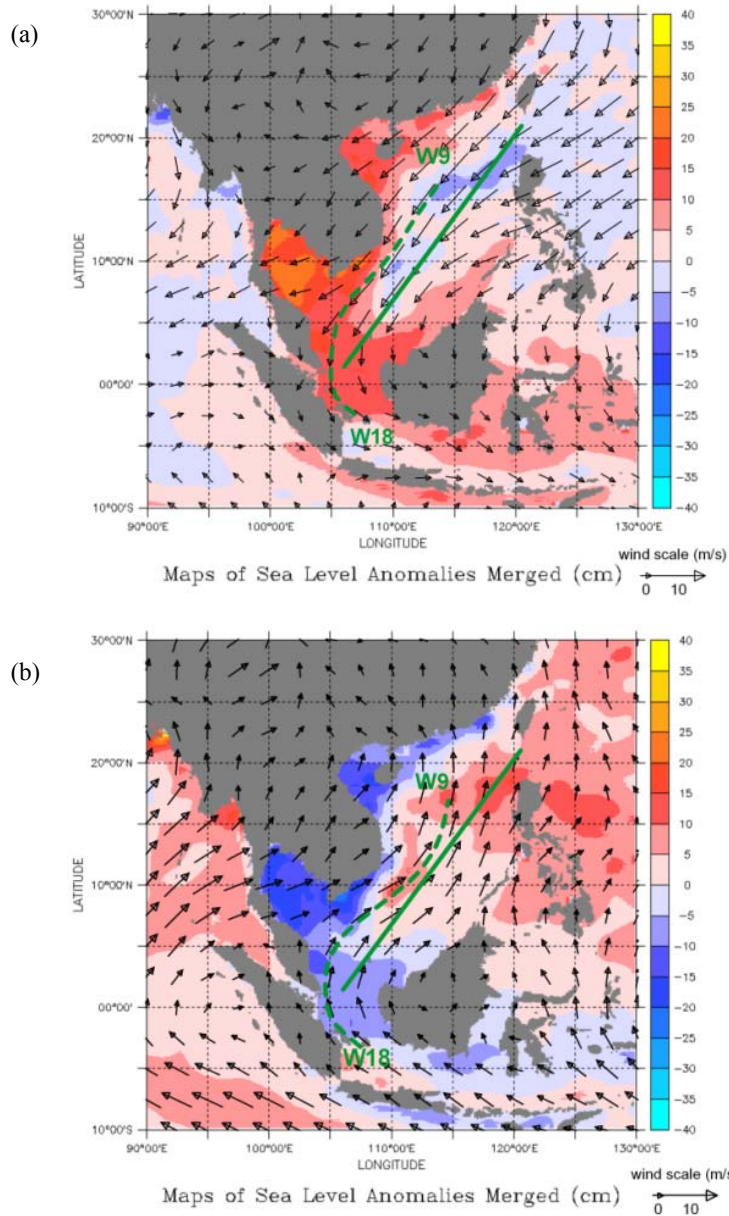 (a)
30°00'N
20°00'N
10°00'N
00°00'
10°00'S
LATITUDE
W9
W18
90°00'E 100°00'E 110°00'E 120°00'E 130°00'E
LONGITUDE
40
35
30
25
20
15
10
5
0
−5
−10
−15
−20
−25
−30
−35
−40
Maps of Sea Level Anomalies Merged (cm)
wind scale (m/s)
0 10
(b)
30°00'N
20°00'N
10°00'N
00°00'
10°00'S
LATITUDE
W9
W18
90°00'E 100°00'E 110°00'E 120°00'E 130°00'E
LONGITUDE
40
35
30
25
20
15
10
5
0
−5
−10
−15
−20
−25
−30
−35
−40
Maps of Sea Level Anomalies Merged (cm)
wind scale (m/s
0 10